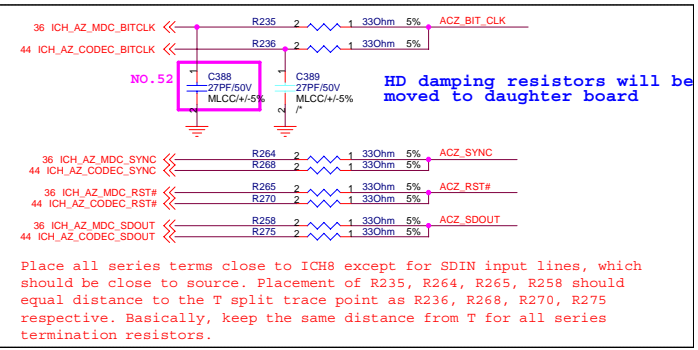 36 ICH_AZ_MDC_BITCLK R235 2 1 33Ohm 5% ACZ_BIT_CLK
44 ICH_AZ_CODEC_BITCLK R236 2 1 33Ohm 5%
NO.52
1 C388 27PF/50V MLCC/+/-5% 2
1 C389 27PF/50V MLCC/+/-5% /* 2
HD damping resistors will be
moved to daughter board
36 ICH_AZ_MDC_SYNC R264 2 1 33Ohm 5% ACZ_SYNC
44 ICH_AZ_CODEC_SYNC R268 2 1 33Ohm 5%
36 ICH_AZ_MDC_RST# R265 2 1 33Ohm 5% ACZ_RST#
44 ICH_AZ_CODEC_RST# R270 2 1 33Ohm 5%
36 ICH_AZ_MDC_SDOUT R258 2 1 33Ohm 5% ACZ_SDOUT
44 ICH_AZ_CODEC_SDOUT R275 2 1 33Ohm 5%
Place all series terms close to ICH8 except for SDIN input lines, which
should be close to source. Placement of R235, R264, R265, R258 should
equal distance to the T split trace point as R236, R268, R270, R275
respective. Basically, keep the same distance from T for all series
termination resistors.